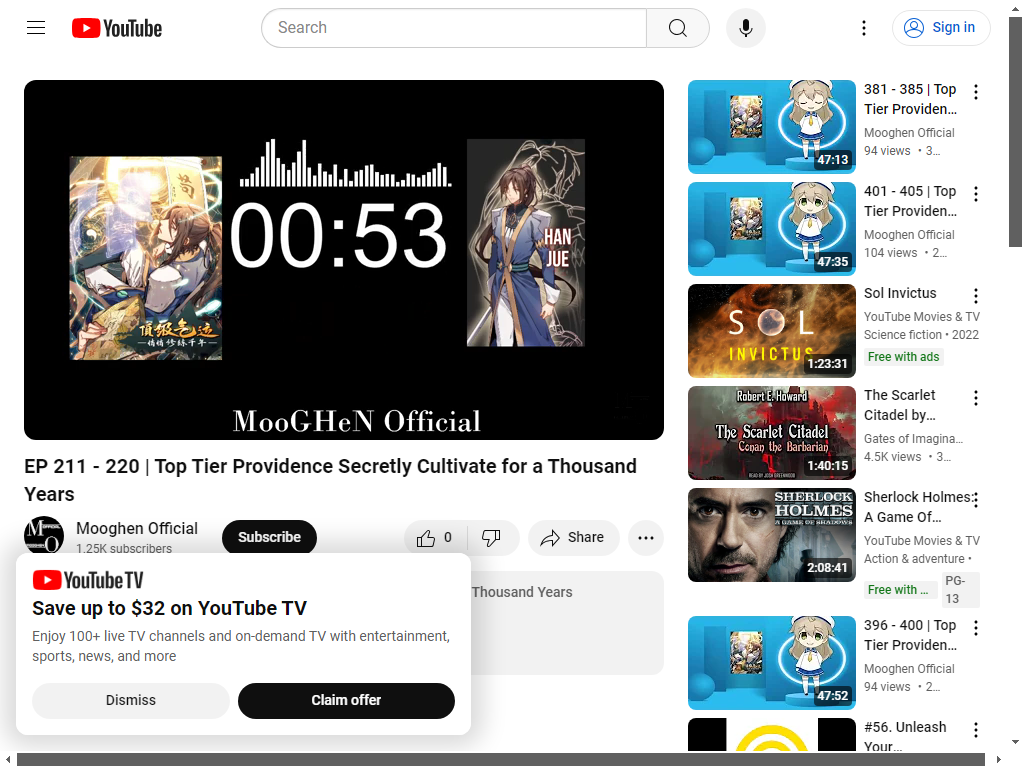 YouTube
Search
Sign in
00:53
HAN
JUE
頂级气运
悄悄修练千年
MooGHeN Official
EP 211 - 220 | Top Tier Providence Secretly Cultivate for a Thousand
Years
Mooghen Official
1.25K subscribers
Subscribe
0
Share
Thousand Years
YouTube TV
Save up to $32 on YouTube TV
Enjoy 100+ live TV channels and on-demand TV with entertainment,
sports, news, and more
Dismiss
Claim offer
47:13
381 - 385 | Top
Tier Providen...
Mooghen Official
94 views • 3...
47:35
401 - 405 | Top
Tier Providen...
Mooghen Official
104 views • 2...
SOL
INVICTUS
1:23:31
Sol Invictus
YouTube Movies & TV
Science fiction • 2022
Free with ads
Robert E. Howard
The Scarlet Citadel
Conan the Barbarian
READ BY JOSH GREENWOOD
1:40:15
The Scarlet
Citadel by...
Gates of Imagina...
4.5K views • 3...
SHERLOCK
HOLMES
A GAME OF SHADOWS
2:08:41
Sherlock Holmes:
A Game Of...
YouTube Movies & TV
Action & adventure •
Free with ...
PG-
13
47:52
396 - 400 | Top
Tier Providen...
Mooghen Official
94 views • 2...
#56. Unleash
Your...